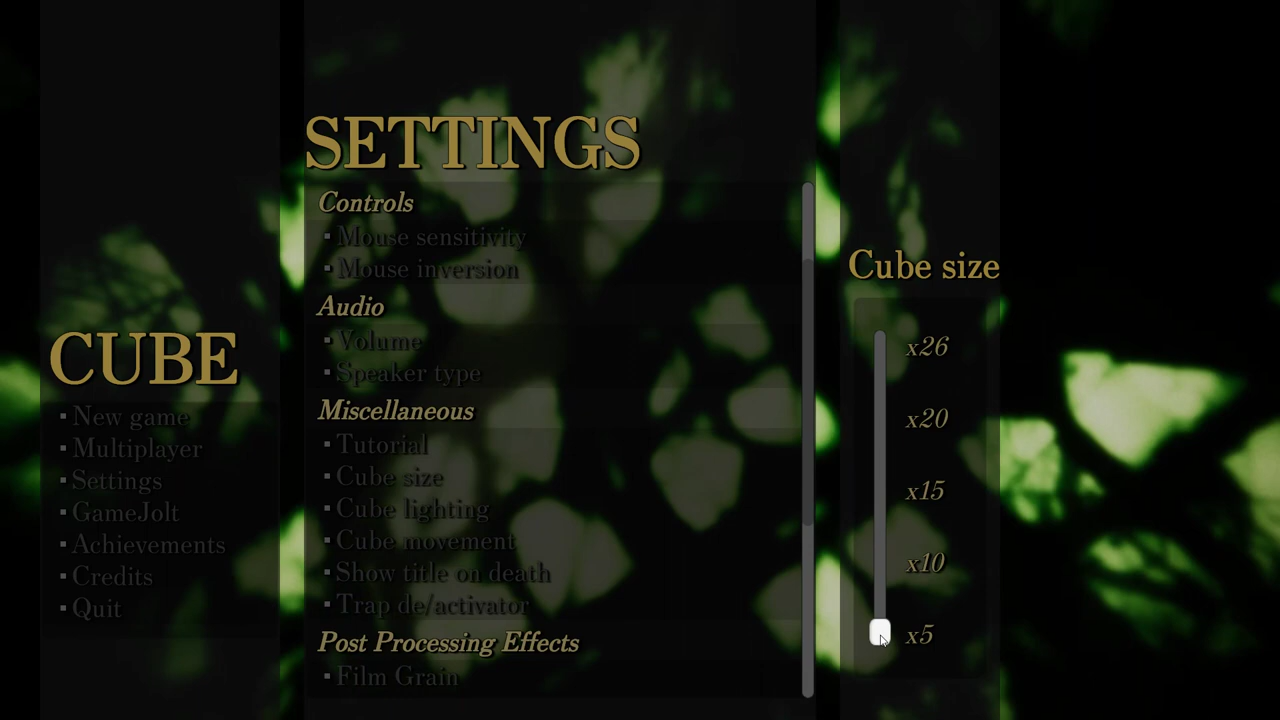 CUBE
New game
Multiplayer
Settings
GameJolt
Achievements
Credits
Quit
SETTINGS
Controls
Mouse sensitivity
Mouse inversion
Audio
Volume
Speaker type
Miscellaneous
Tutorial
Cube size
Cube lighting
Cube movement
Show title on death
Trap de/activator
Post Processing Effects
Film Grain
Cube size
x26
x20
x15
x10
x5